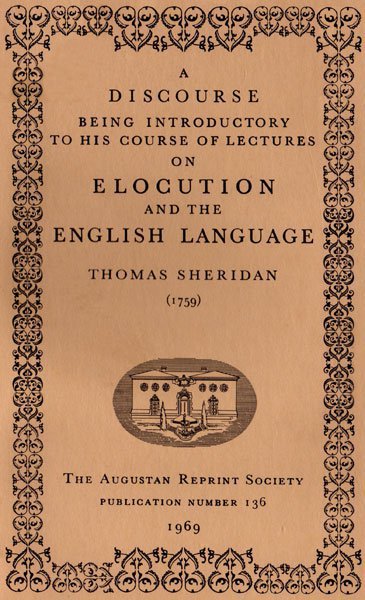 A
DISCOURSE
BEING INTRODUCTORY
TO HIS COURSE OF LECTURES
ON
ELOCUTION
AND THE
ENGLISH LANGUAGE
THOMAS SHERIDAN
(1759)
THE AUGUSTAN REPRINT SOCIETY
PUBLICATION NUMBER 136
1969